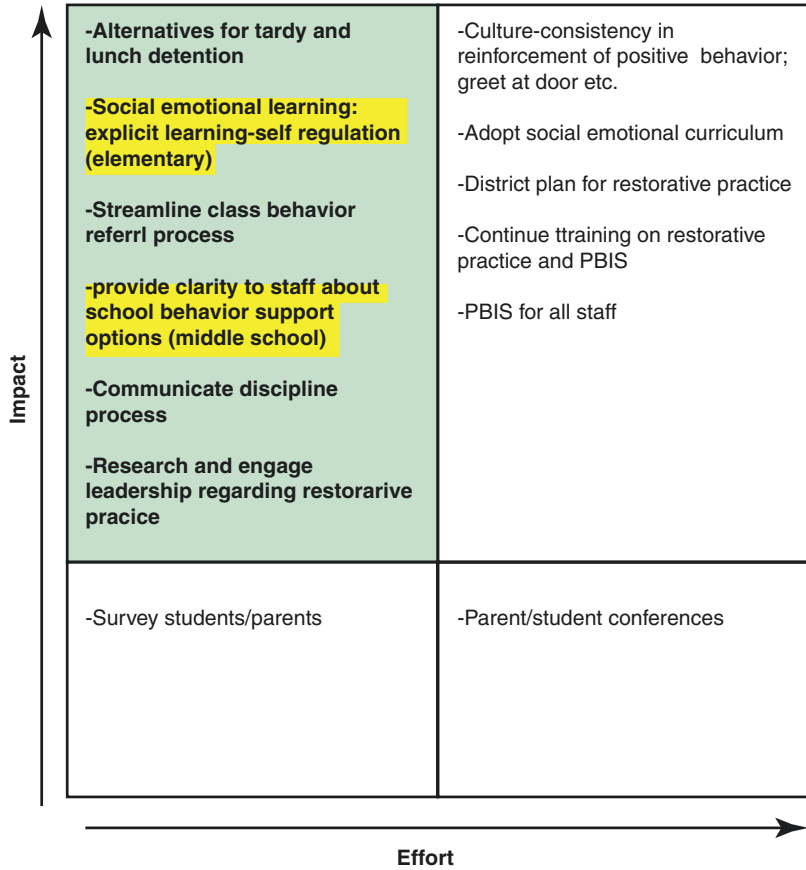 -Alternatives for tardy and
lunch detention
-Social emotional learning:
explicit learning-self regulation
(elementary)
-Streamline class behavior
referrl process
-provide clarity to staff about
school behavior support
options (middle school)
-Communicate discipline
process
-Research and engage
leadership regarding restorarive
pracice
-Culture-consistency in
reinforcement of positive behavior;
greet at door etc.
-Adopt social emotional curriculum
-District plan for restorative practice
-Continue ttraining on restorative
practice and PBIS
-PBIS for all staff
Impact
-Survey students/parents
-Parent/student conferences
Effort